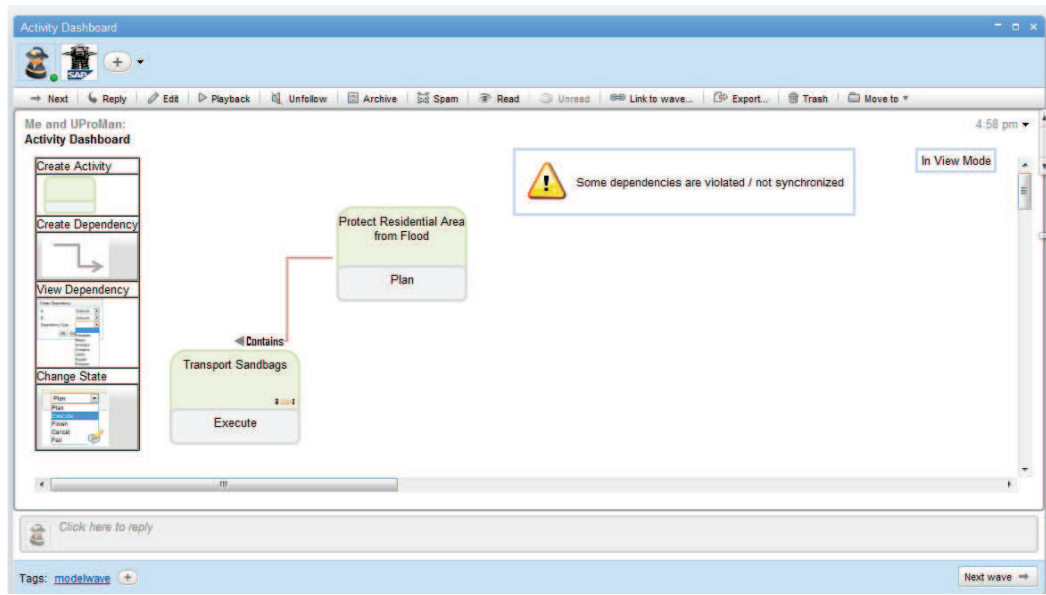 Activity Dashboard
SAP
Next Reply Edit Playback Unfollow Archive Spam Read Unread Link to wave... Export... Trash Move to
Me and UProMan:
4:58 pm
Activity Dashboard
In View Mode
Create Activity
Some dependencies are violated / not synchronized
Create Dependency
Protect Residential Area
from Flood
Plan
View Dependency
Contains
Transport Sandbags
Execute
Change State
Plan
Plan
Execute
Finish
Cancel
Fail
Click here to reply
Tags: modelwave
Next wave